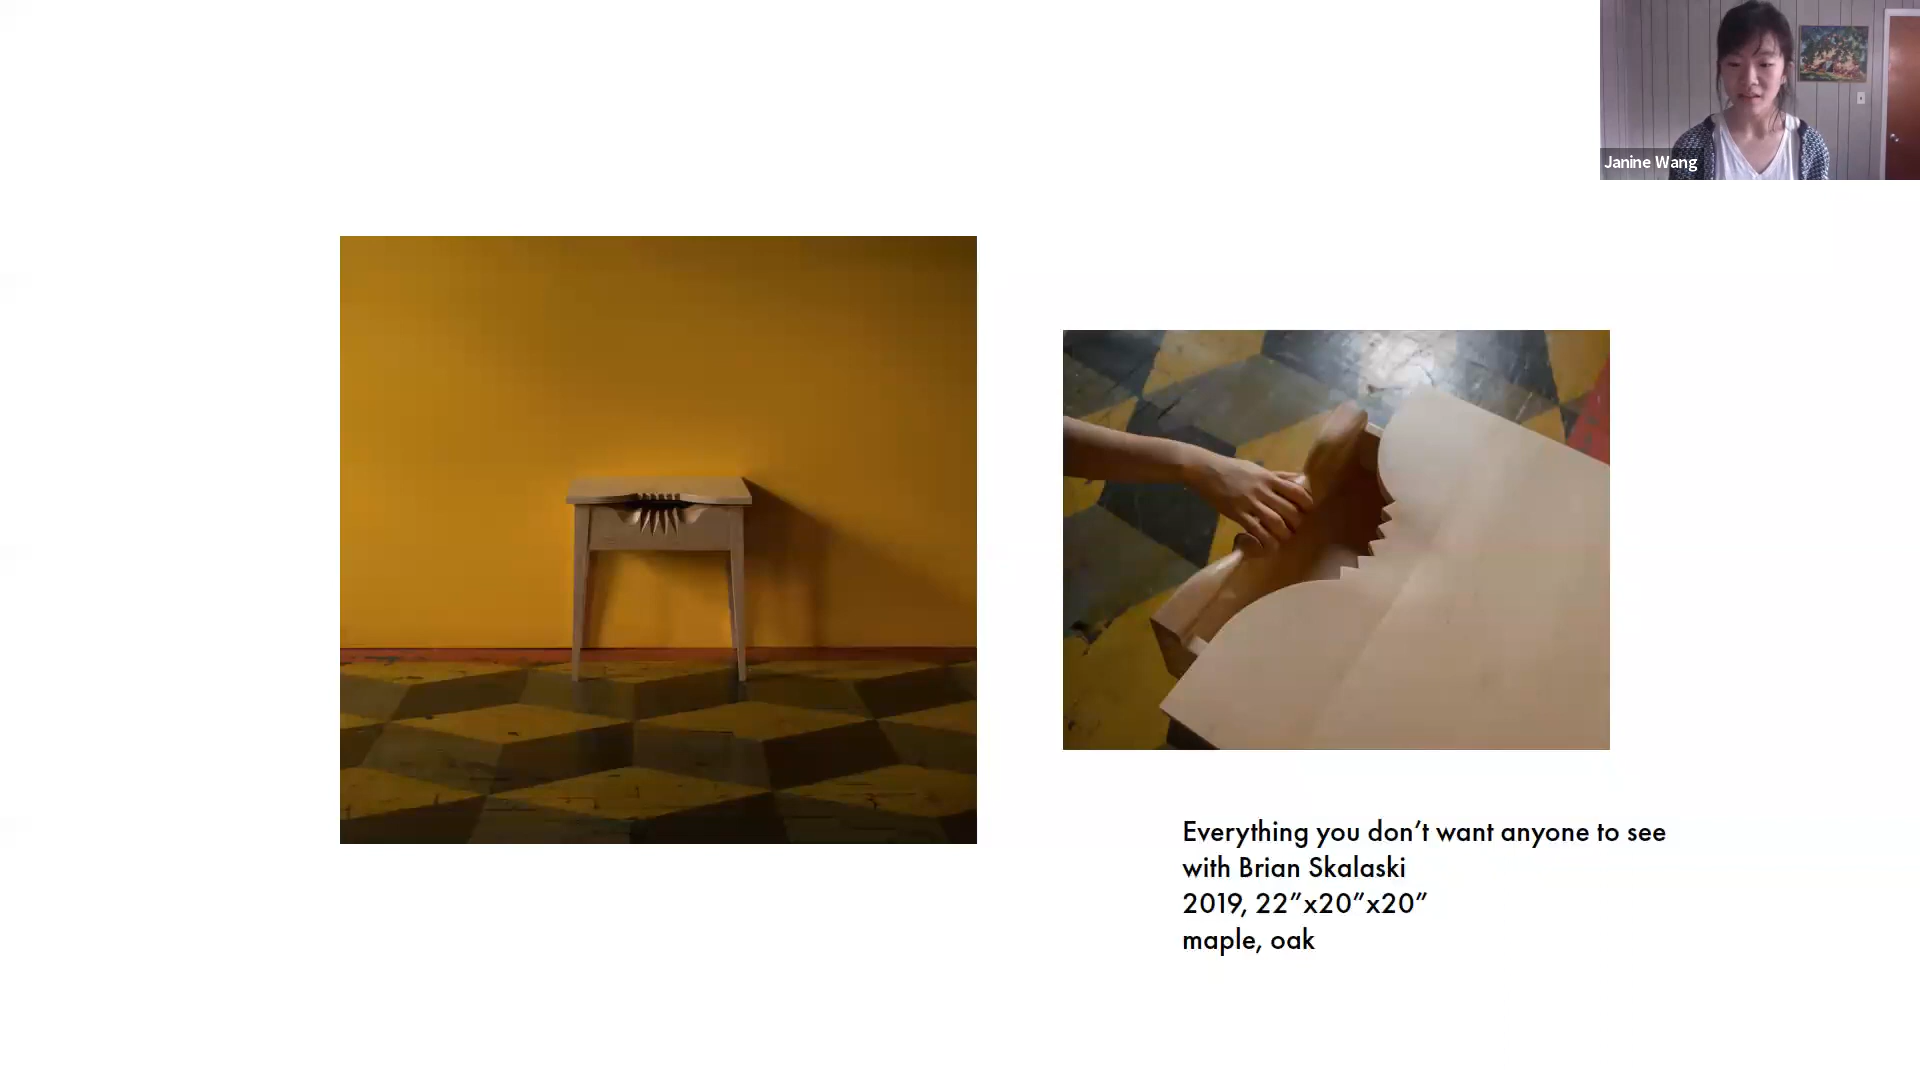 Janine Wang
Everything you don’t want anyone to see
with Brian Skalaski
2019, 22”x20”x20”
maple, oak